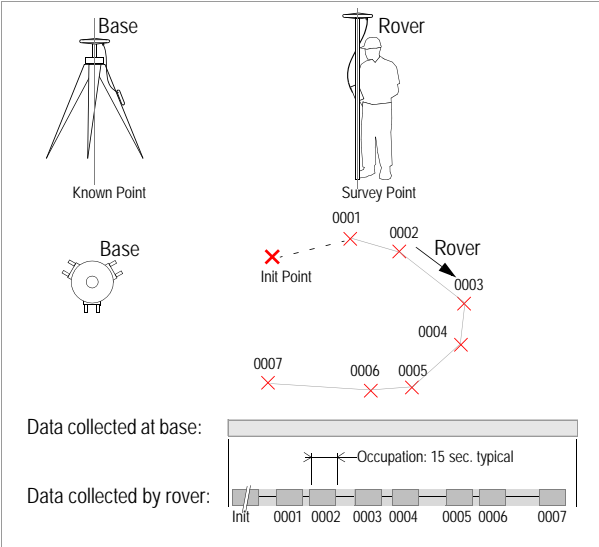 Base
Rover
Known Point
Survey Point
0001
0002
Base
Rover
Init Point
0003
0004
0007
0006
0005
Data collected at base:
Occupation: 15 sec. typical
Data collected by rover:
Init 0001 0002 0003 0004 0005 0006 0007